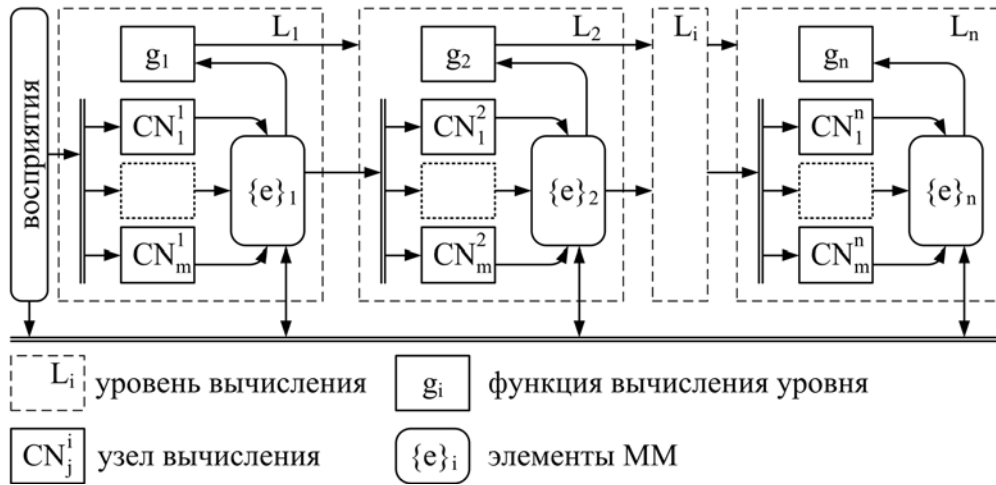 восприятия
L₁
L₂
Lᵢ
Lₙ
g₁
g₂
gₙ
CN₁¹
CN₁²
CN₁ⁿ
{e}₁
{e}₂
{e}ₙ
CNₘ¹
CNₘ²
CNₘⁿ
Lᵢ уровень вычисления
gᵢ функция вычисления уровня
CNⱼⁱ узел вычисления
{e}ᵢ элементы ММ